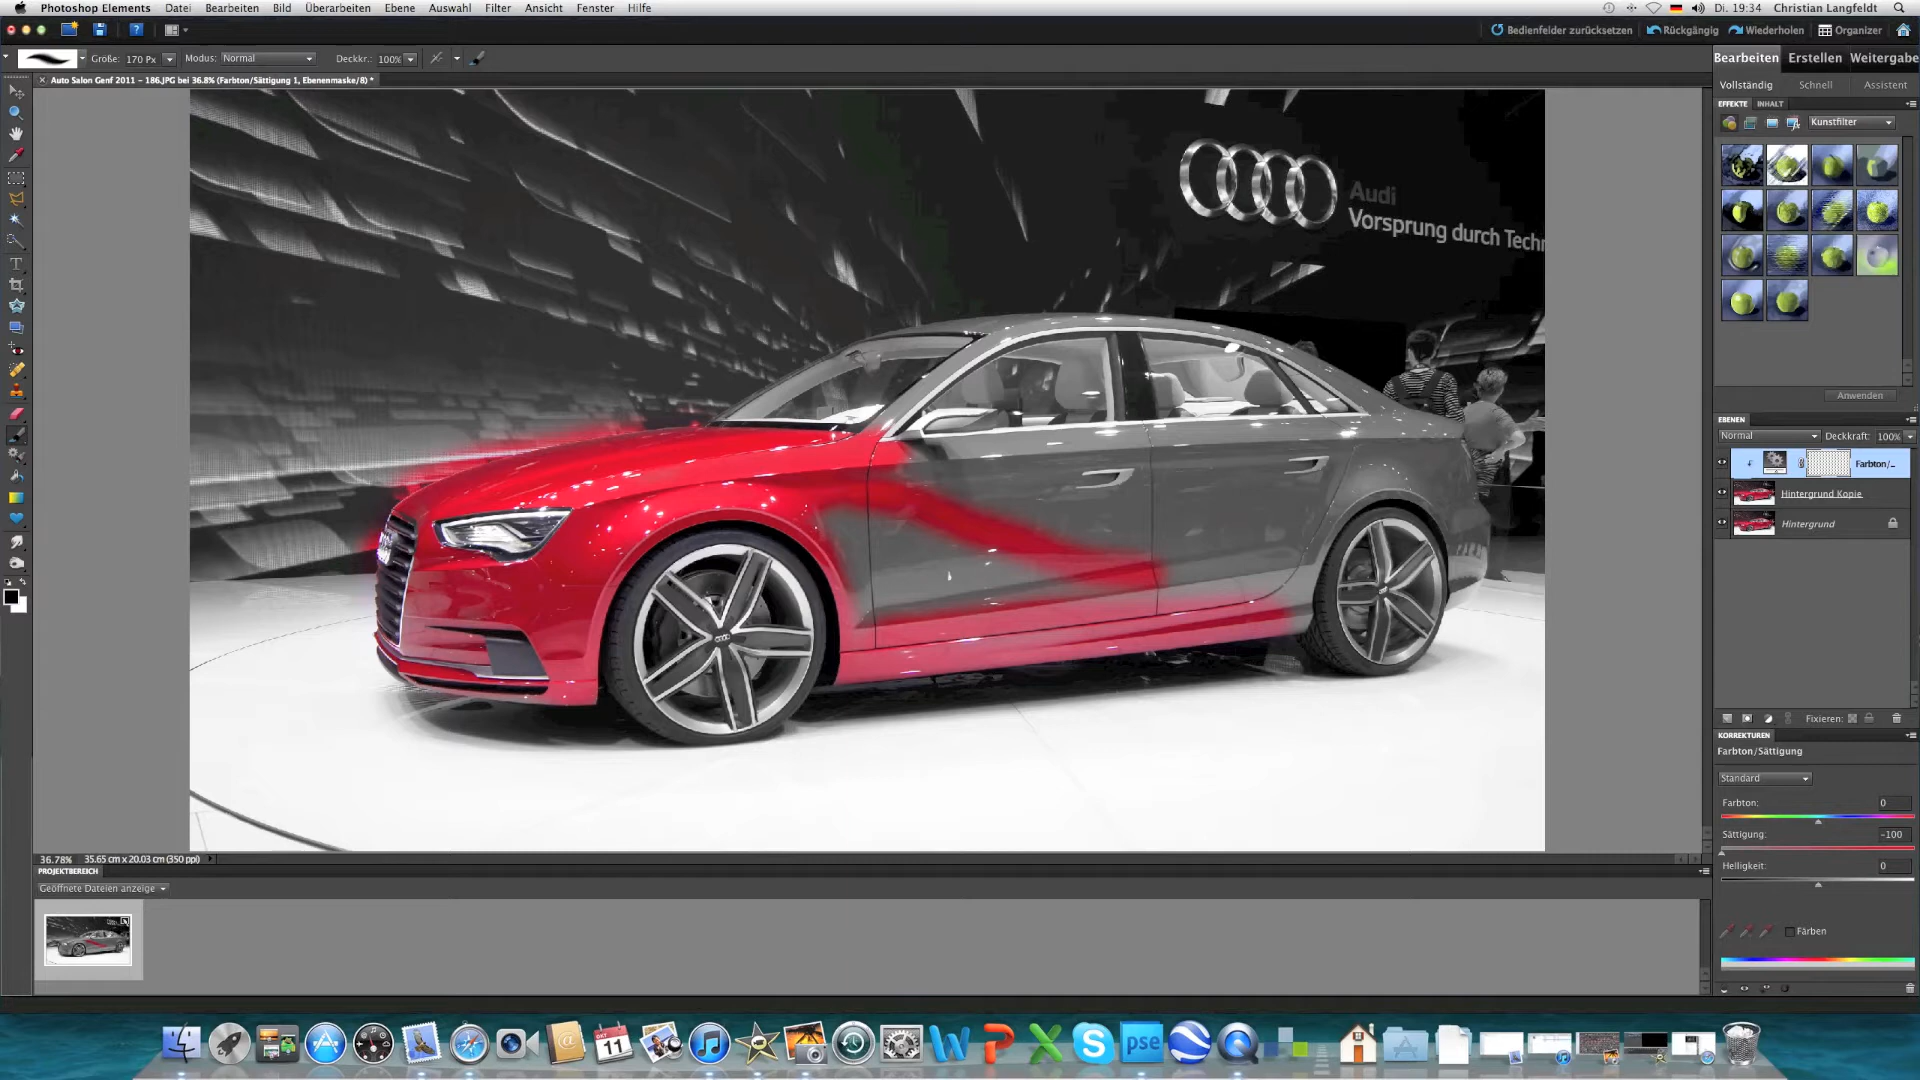 Photoshop Elements Datei Bearbeiten Bild Überarbeiten Ebene Auswahl Filter Ansicht Fenster Hilfe Di. 19:34 Christian Langfeldt
Bedienfelder zurücksetzen Rückgängig Wiederholen Organizer
Größe: 170 Px Modus: Normal Deckkr.: 100%
Bearbeiten Erstellen Weitergabe
Auto Salon Genf 2011 – 186.JPG bei 36.8% (Farbton/Sättigung 1, Ebenenmaske/8) *
Vollständig Schnell Assistent
EFFEKTE INHALT
Kunstfilter
Audi
Vorsprung durch Techn
Anwenden
EBENEN
Normal Deckkraft: 100%
Farbton/...
Hintergrund Kopie
Hintergrund
Fixieren:
KORREKTUREN
Farbton/Sättigung
Standard
Farbton: 0
Sättigung: -100
Helligkeit: 0
Färben
36.78% 35.65 cm x 20.03 cm (350 ppi)
PROJEKTBEREICH
Geöffnete Dateien anzeige
OKT
11
W P X S pse